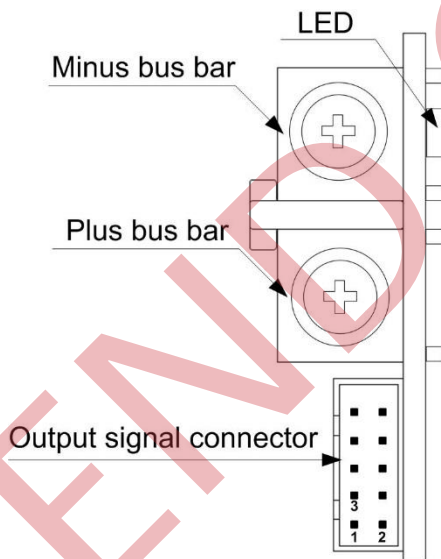 LED
Minus bus bar
Plus bus bar
Output signal connector
3
1 2
END